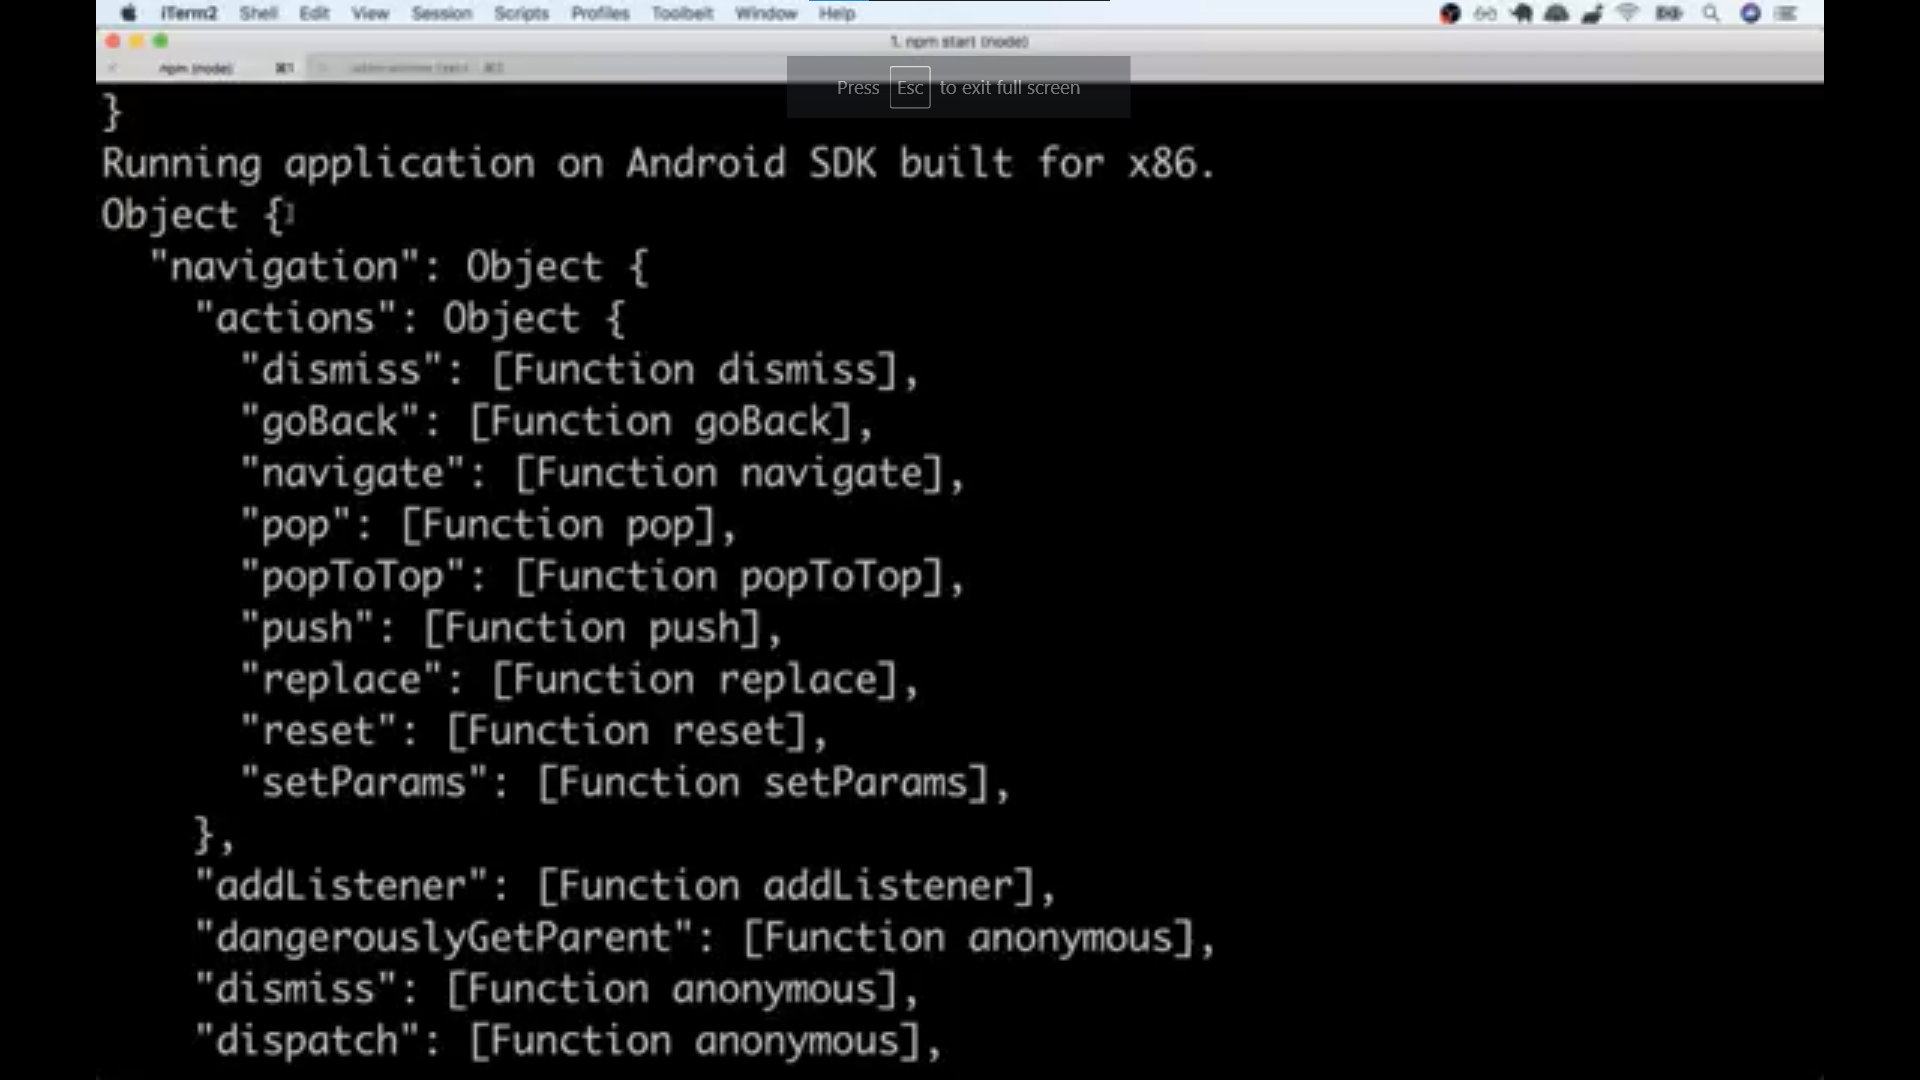 iTerm2 Shell Edit View Session Scripts Profiles Toolbelt Window Help
1. npm start (node)
npm (node) ⌘1
Press Esc to exit full screen
}
Running application on Android SDK built for x86.
Object {
"navigation": Object {
"actions": Object {
"dismiss": [Function dismiss],
"goBack": [Function goBack],
"navigate": [Function navigate],
"pop": [Function pop],
"popToTop": [Function popToTop],
"push": [Function push],
"replace": [Function replace],
"reset": [Function reset],
"setParams": [Function setParams],
},
"addListener": [Function addListener],
"dangerouslyGetParent": [Function anonymous],
"dismiss": [Function anonymous],
"dispatch": [Function anonymous],